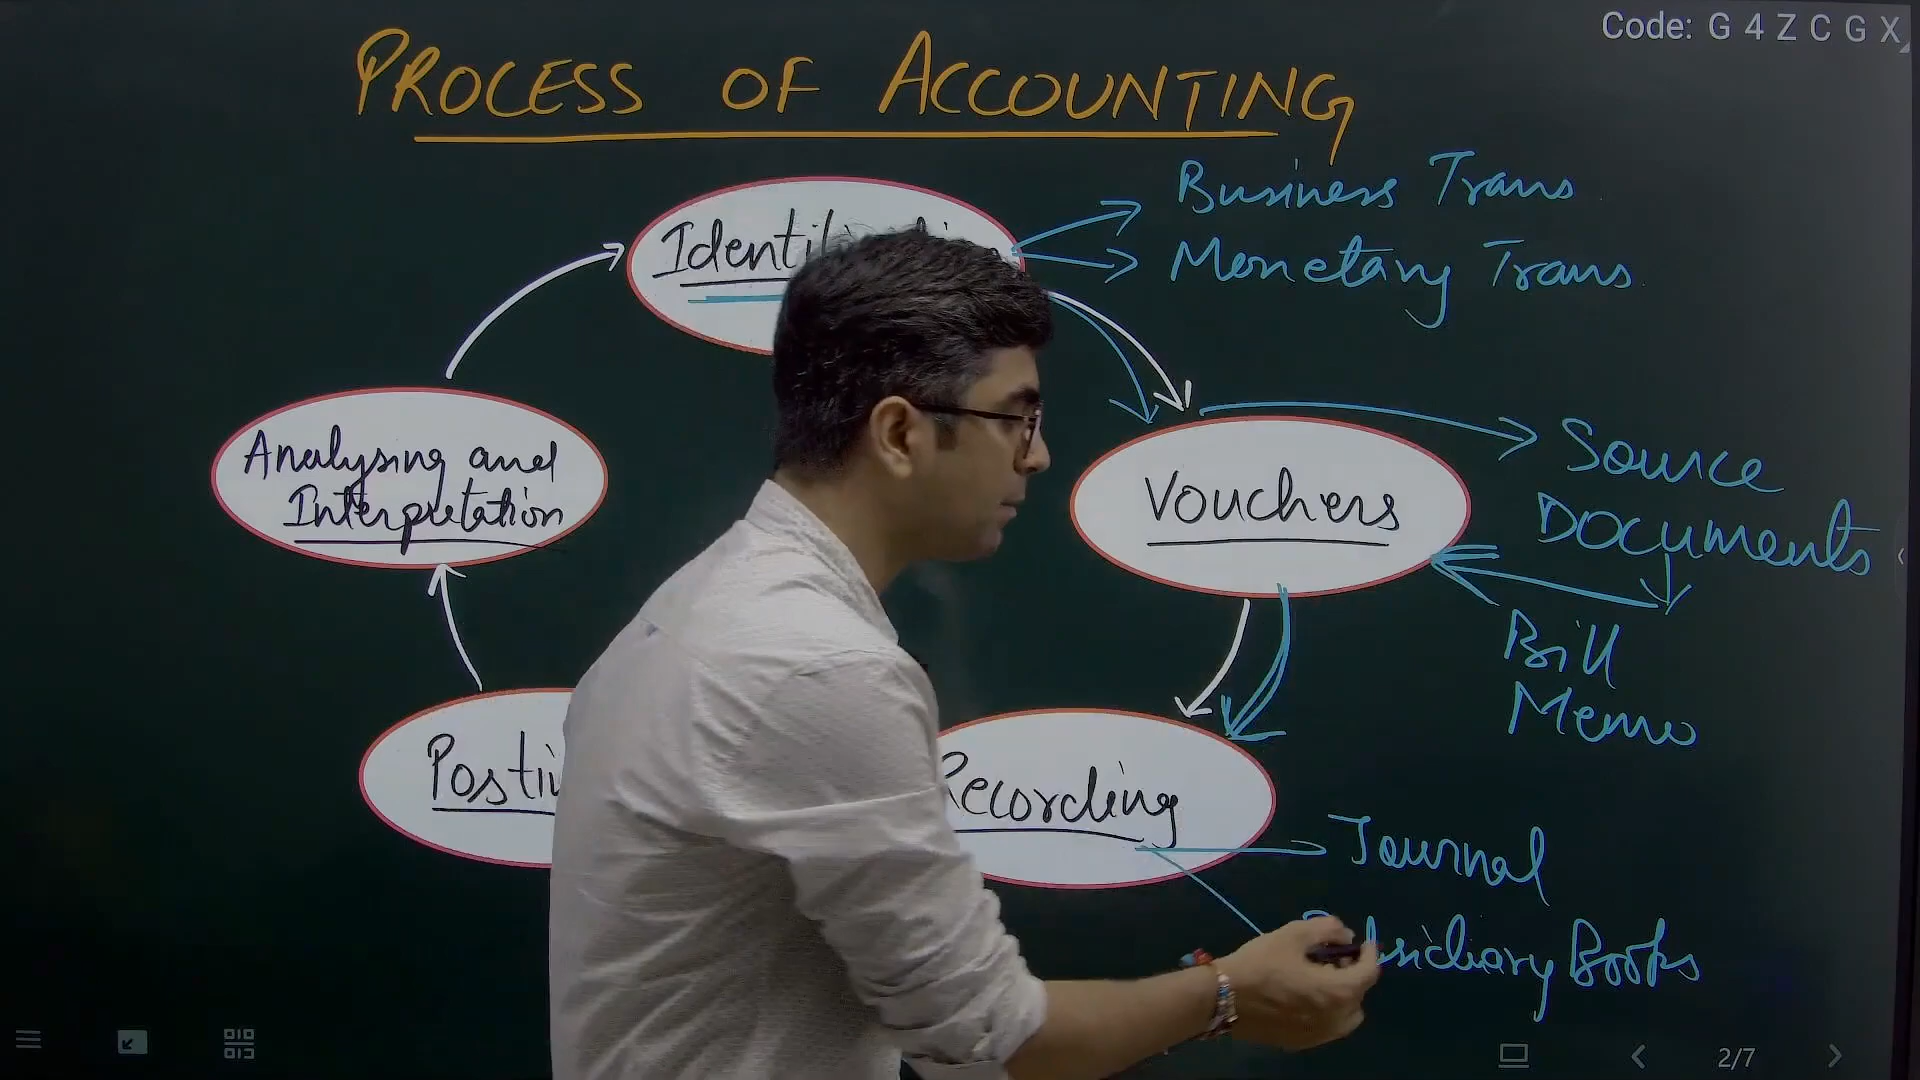 Code: G 4 Z C G X
PROCESS OF ACCOUNTING
Business Trans
Monetary Trans
Analysing and
Interpretation
Vouchers
Source
Documents
Bill
Memo
Recording
Journal
Books
2/7